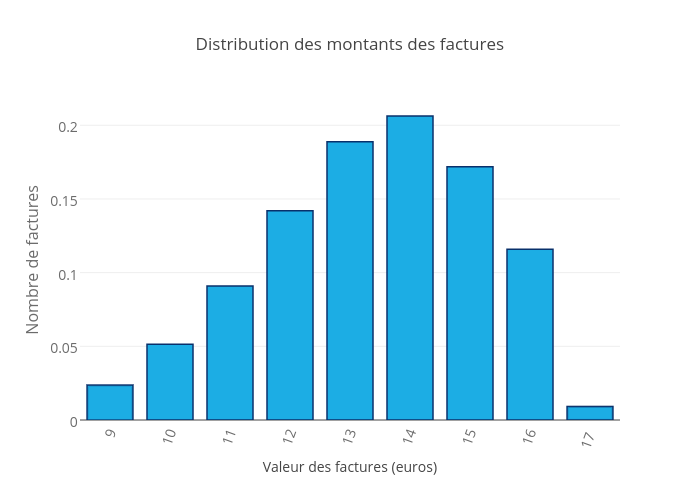 Distribution des montants des factures
Nombre de factures
0.2
0.15
0.1
0.05
0
9 10 11 12 13 14 15 16 17
Valeur des factures (euros)